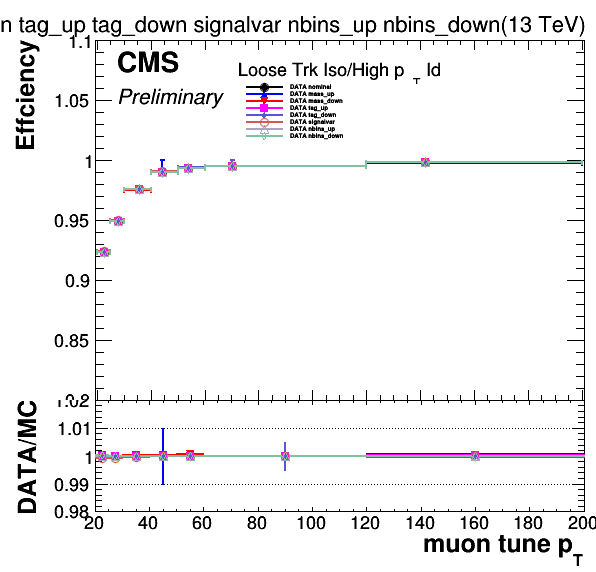 n tag_up tag_down signalvar nbins_up nbins_down(13 TeV)
Effciency
1.1
CMS
Loose Trk Iso/High p_T Id
Preliminary
DATA nominal
DATA mass_up
DATA mass_down
DATA tag_up
DATA tag_down
DATA signalvar
DATA nbins_up
DATA nbins_down
1.05
1
0.95
0.9
0.85
DATA/MC
1.02
1.01
1
0.99
0.98
20 40 60 80 100 120 140 160 180 200
muon tune p_T